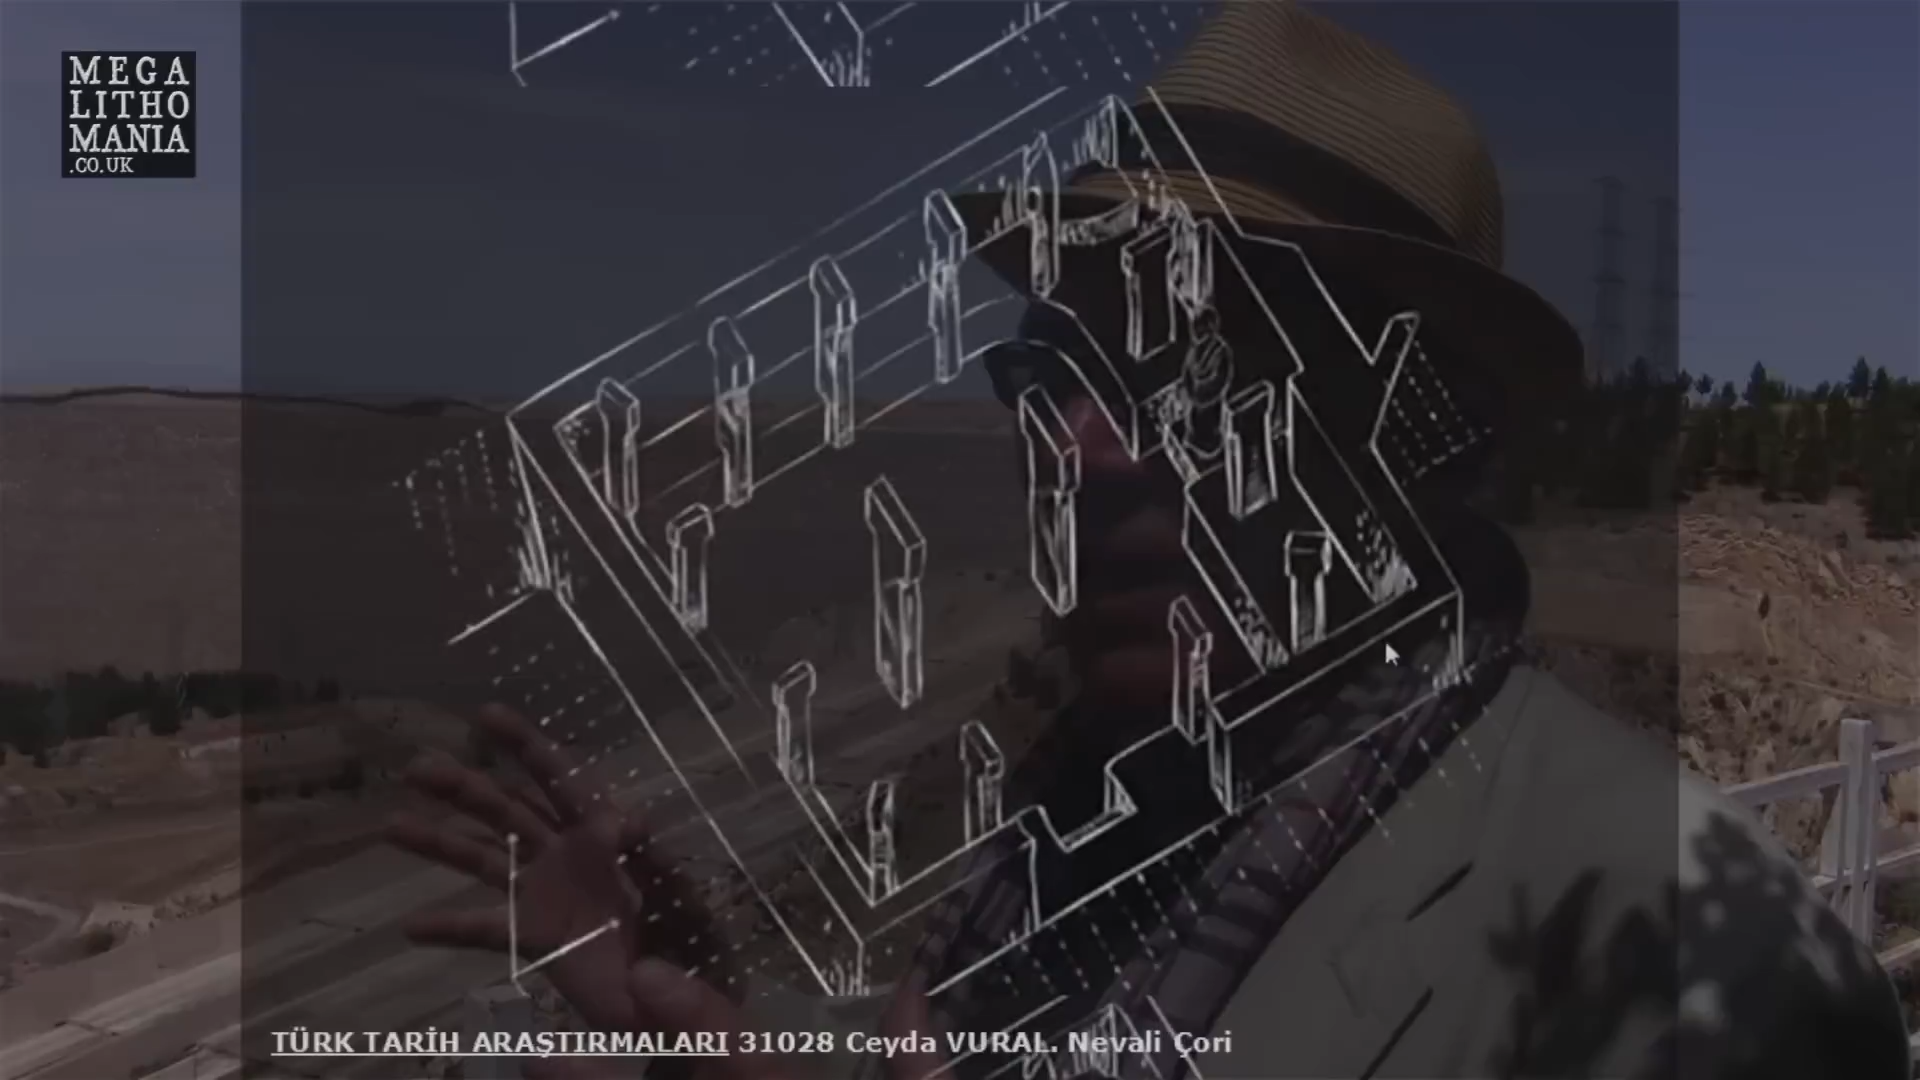 MEGA
LITHO
MANIA
.CO.UK
TÜRK TARİH ARAŞTIRMALARI 31028 Ceyda VURAL. Nevali Çori